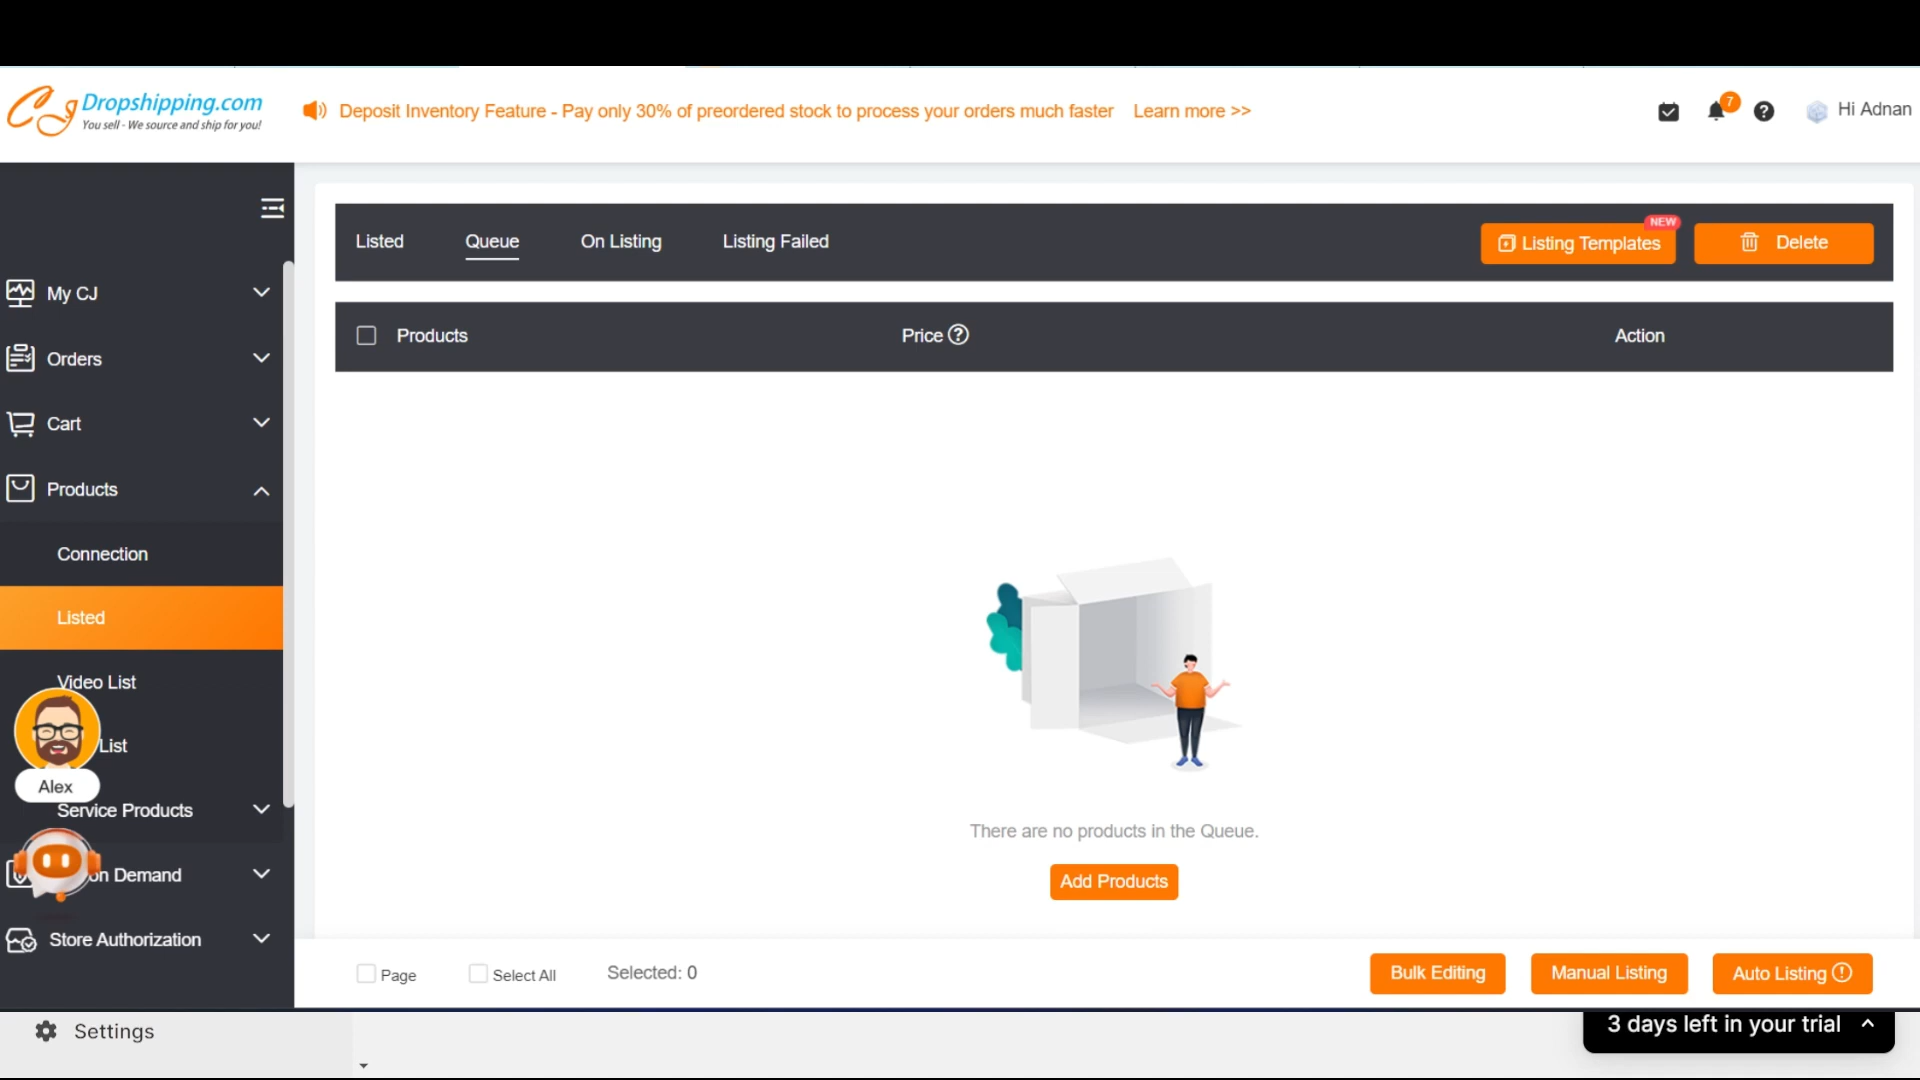 CJ Dropshipping.com
You sell - We source and ship for you!
Deposit Inventory Feature - Pay only 30% of preordered stock to process your orders much faster Learn more >>
7
Hi Adnan
Listed Queue On Listing Listing Failed
NEW
Listing Templates
Delete
Products Price Action
My CJ
Orders
Cart
Products
Connection
Listed
Video List
List
Alex
Service Products
on Demand
Store Authorization
There are no products in the Queue.
Add Products
Page Select All Selected: 0
Bulk Editing Manual Listing Auto Listing
Settings
3 days left in your trial